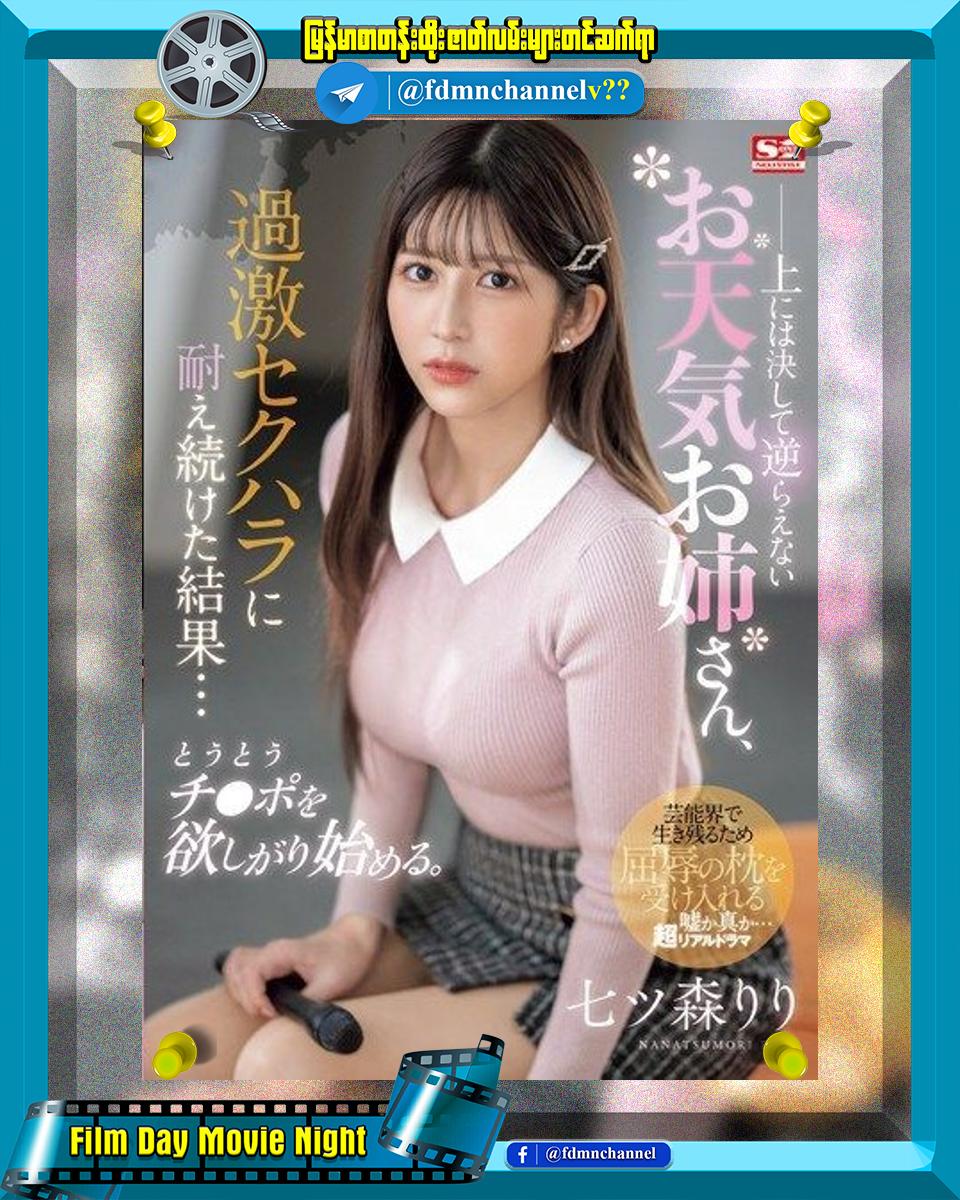 မြန်မာစာတန်းထိုးဇာတ်လမ်းများတင်ဆက်ရာ
@fdmnchannelv??
S1
NO.1 STYLE
上には決して逆らえない
*お天気お姉さん、*
過激セクハラに
耐え続けた結果…
とうとう
チ●ポを
欲しがり始める。
芸能界で
生き残るため
屈辱の枕を
受け入れる
嘘か真か…
超リアルドラマ
七ツ森りり
NANATSUMORI
Film Day Movie Night
@fdmnchannel